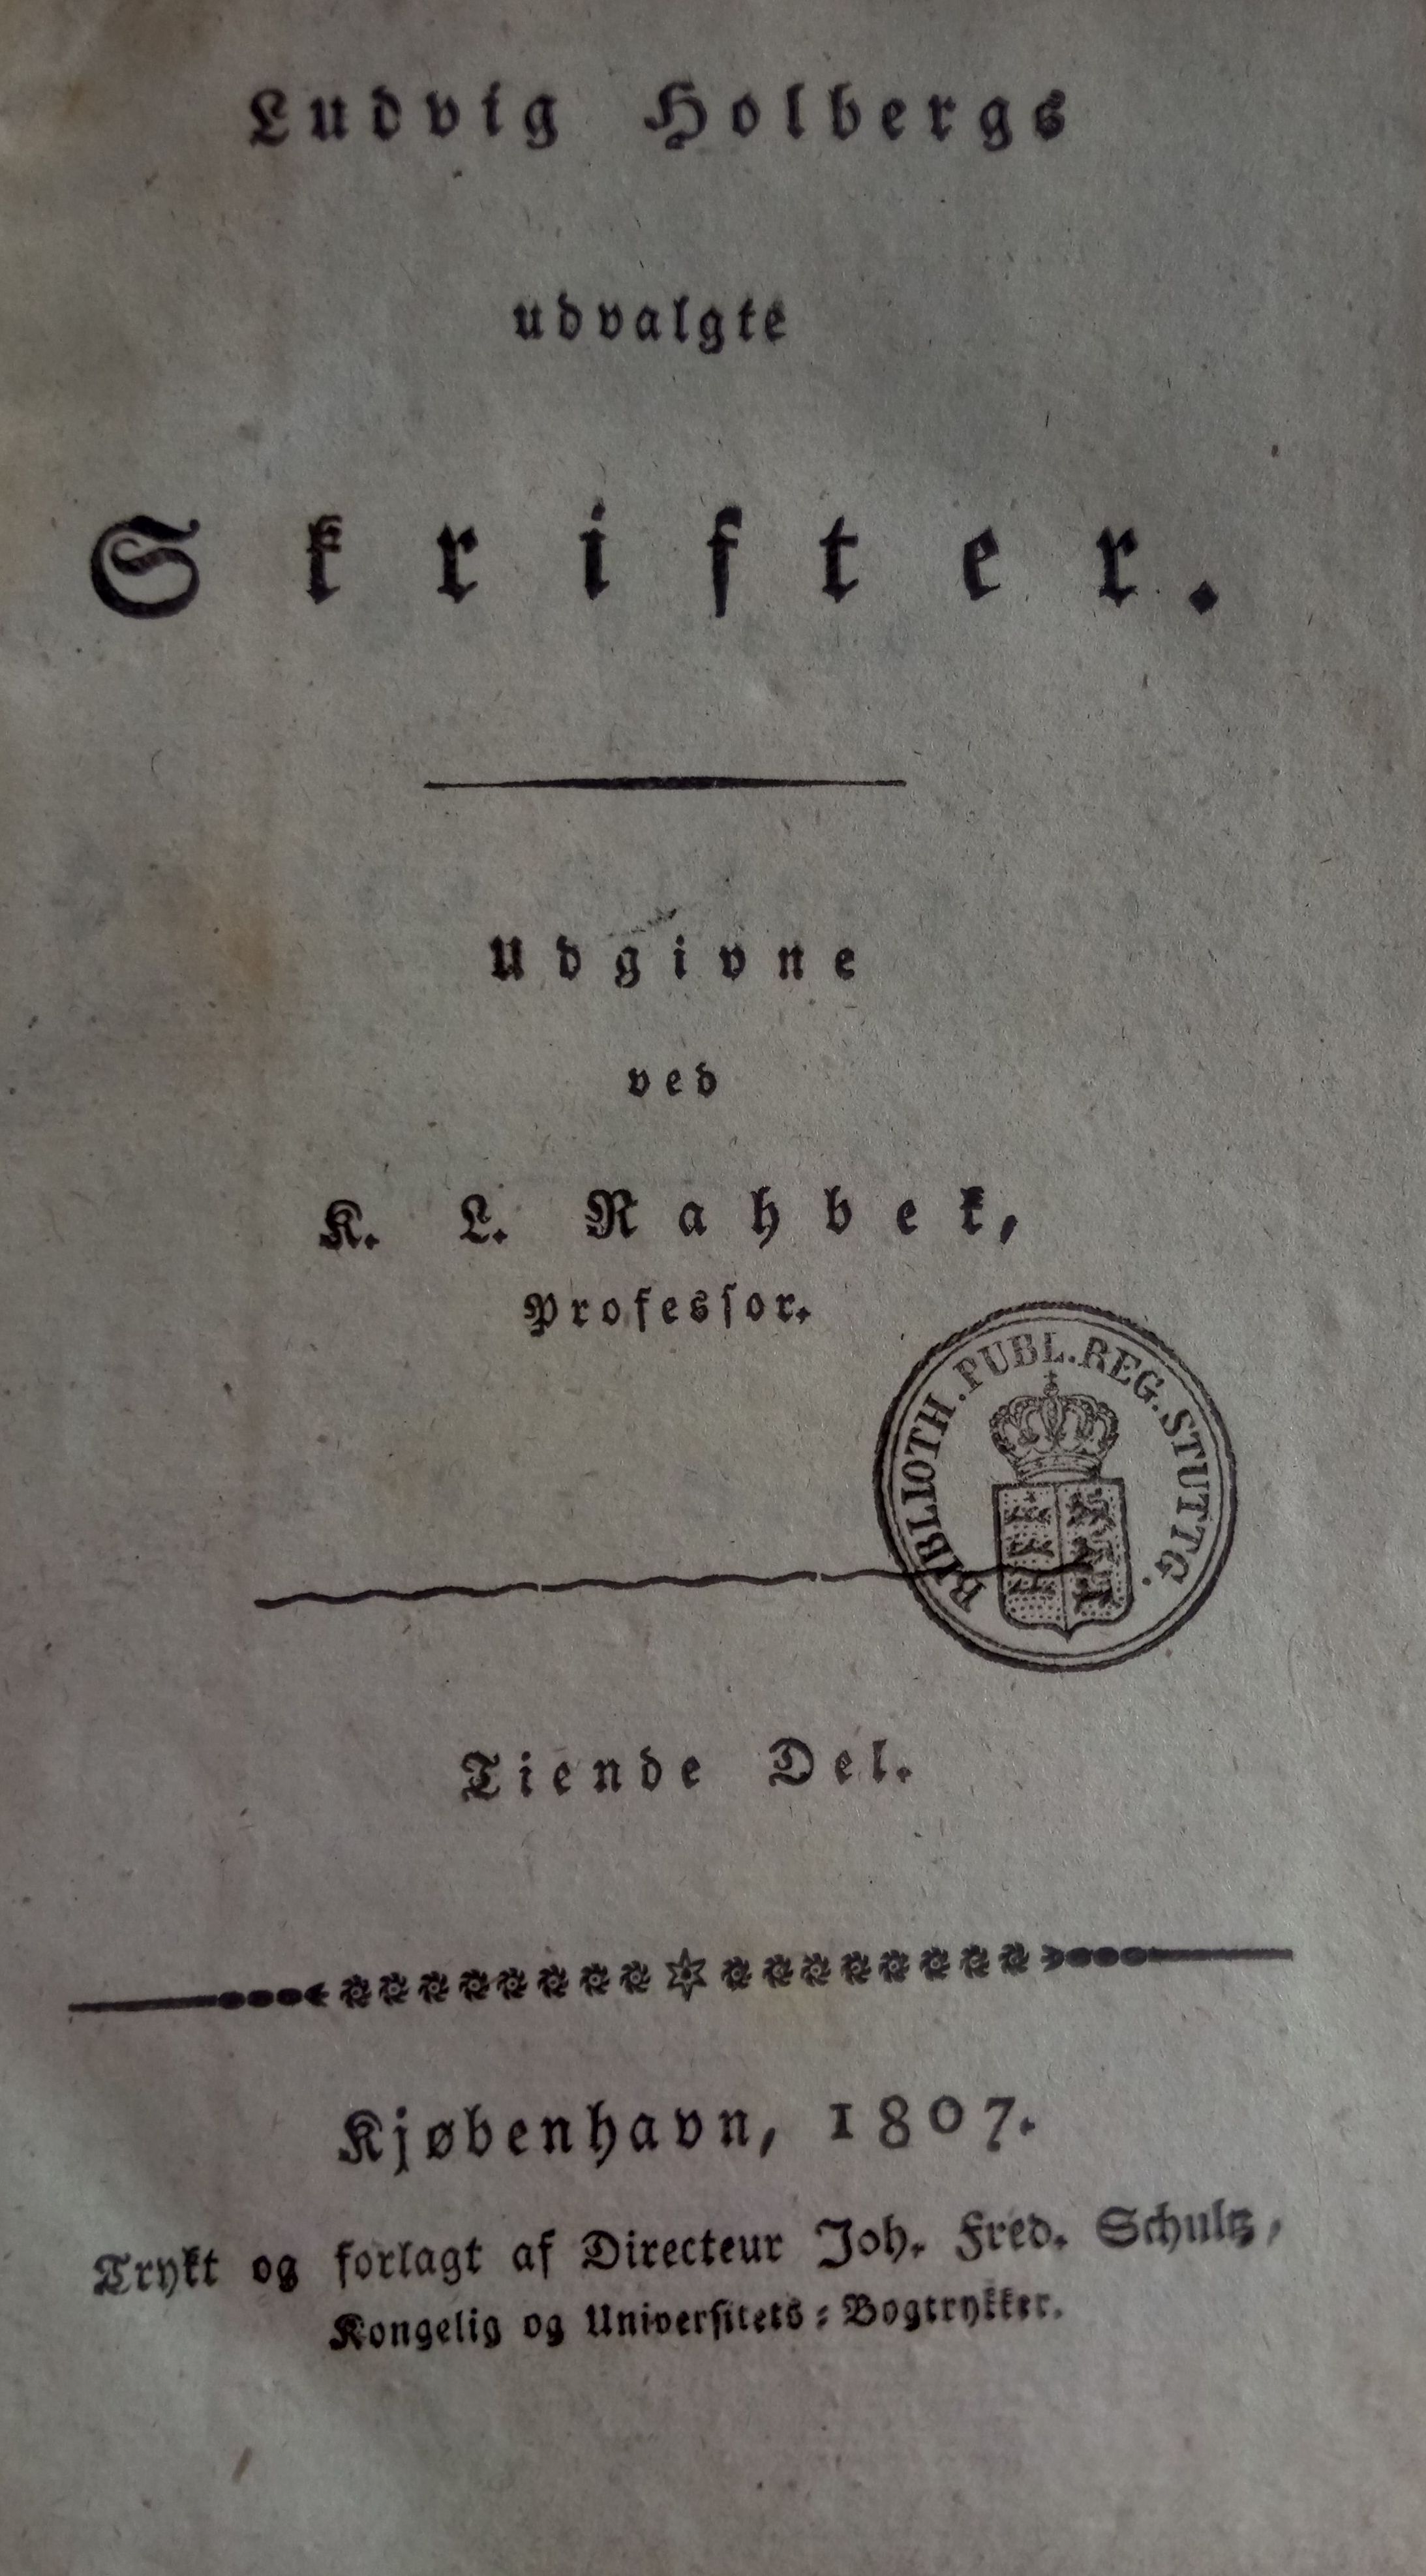 Ludvig Holbergs
udvalgte
Skrifter.
Udgivne
ved
K. L. Rahbek,
Professor.
BIBLIOTH. PUBL. REG. STUTTG.
Tiende Del.
Kjøbenhavn, 1807.
Trykt og forlagt af Directeur Joh. Fred. Schultz,
Kongelig og Universitets-Bogtrykker.